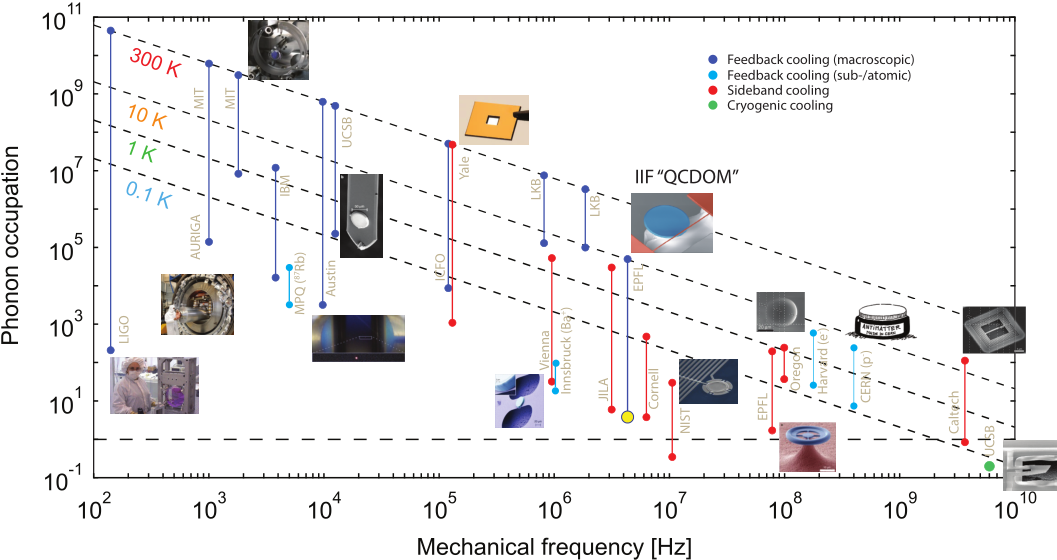 10^11
10^9
10^7
10^5
10^3
10^1
10^-1
Phonon occupation
300 K
10 K
1 K
0.1 K
Feedback cooling (macroscopic)
Feedback cooling (sub-/atomic)
Sideband cooling
Cryogenic cooling
IIF “QCDOM”
LIGO
AURIGA
MIT
MIT
IBM
MPQ (⁸⁷Rb)
Austin
UCSB
ICFO
Yale
LKB
LKB
Vienna
Innsbruck (Ba⁺)
JILA
EPFL
Cornell
NIST
EPFL
Oregon
Harvard (e⁻)
CERN (p⁻)
ANTIMATTER
MADE IN CERN
Caltech
UCSB
10^2
10^3
10^4
10^5
10^6
10^7
10^8
10^9
10^10
Mechanical frequency [Hz]